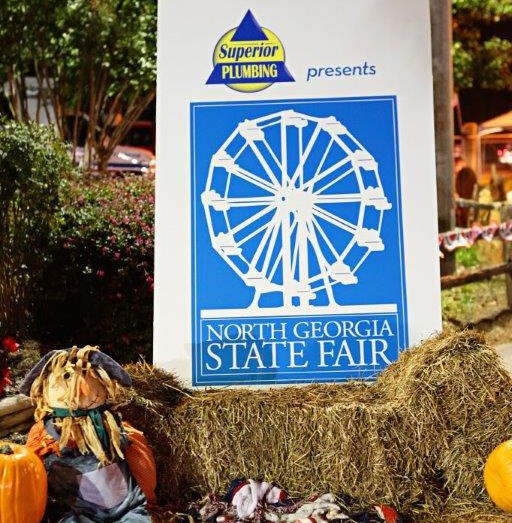 Superior
PLUMBING
presents
NORTH GEORGIA
STATE FAIR